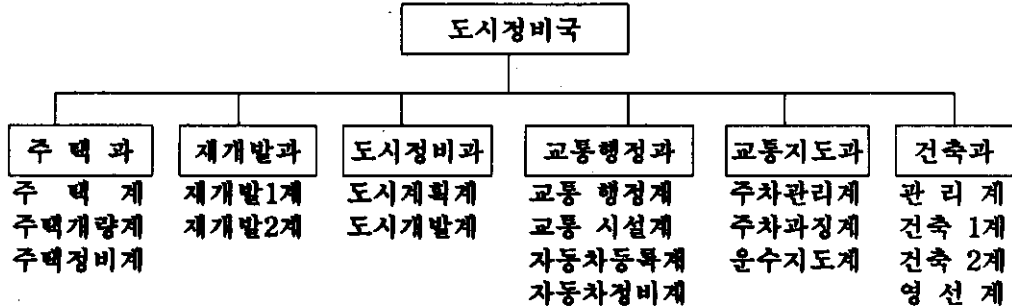 도시정비국
주 택 과 재개발과 도시정비과 교통행정과 교통지도과 건축과
주 택 계 재개발1계 도시계획계 교통 행정계 주차관리계 관 리 계
주택개량계 재개발2계 도시개발계 교통 시설계 주차과징계 건축 1계
주택정비계 자동차등록계 운수지도계 건축 2계
자동차정비계 영 선 계